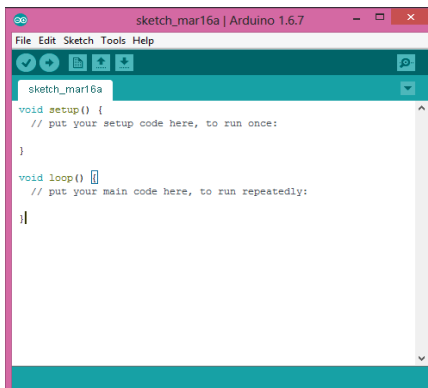 sketch_mar16a | Arduino 1.6.7
File Edit Sketch Tools Help
sketch_mar16a
void setup() {
  // put your setup code here, to run once:
}
void loop() {
  // put your main code here, to run repeatedly:
}